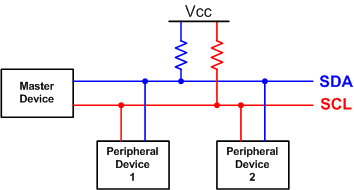 Vcc
SDA
Master
Device
SCL
Peripheral
Device
1
Peripheral
Device
2